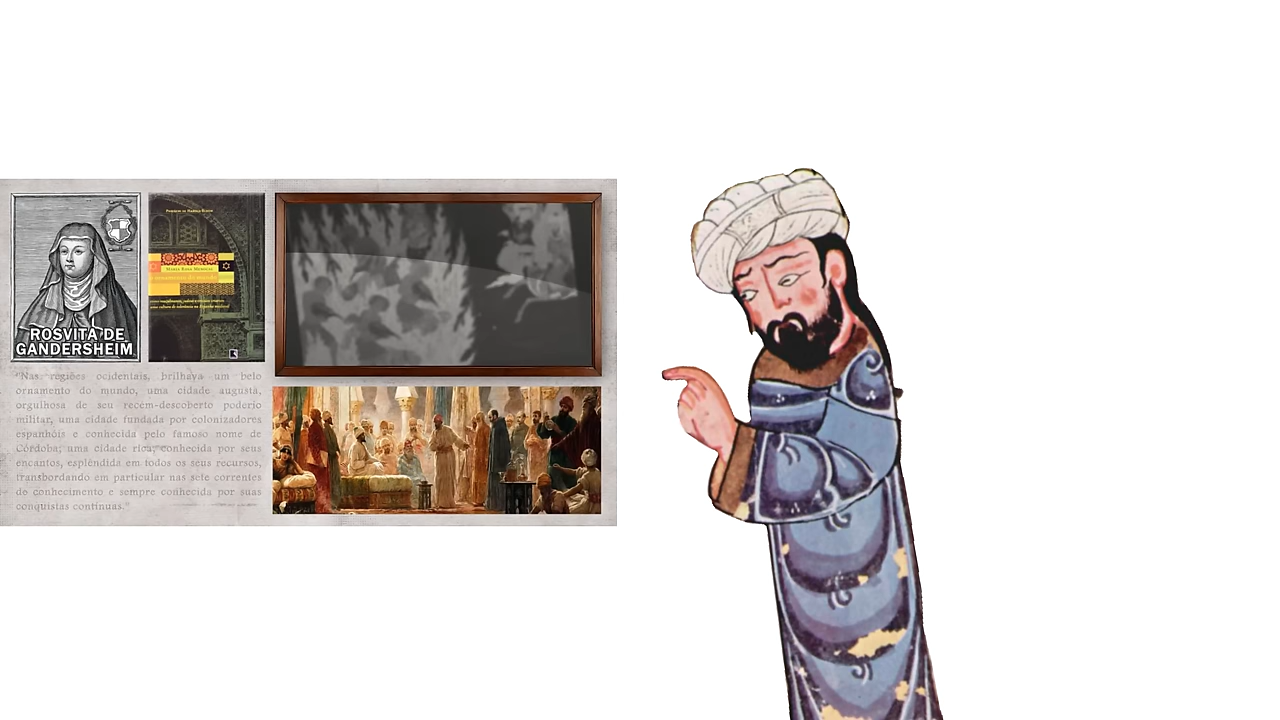 ROSVITA DE
GANDERSHEIM
MARIA ROSA MENOCAL
"Nas regiões ocidentais, brilhava um belo
ornamento do mundo, uma cidade augusta,
orgulhosa de seu recém-descoberto poderio
militar, uma cidade fundada por colonizadores
espanhóis e conhecida pelo famoso nome de
Córdoba; uma cidade rica, conhecida por seus
encantos, esplêndida em todos os seus recursos,
transbordando em particular nas sete correntes
de conhecimento e sempre conhecida por suas
conquistas contínuas."